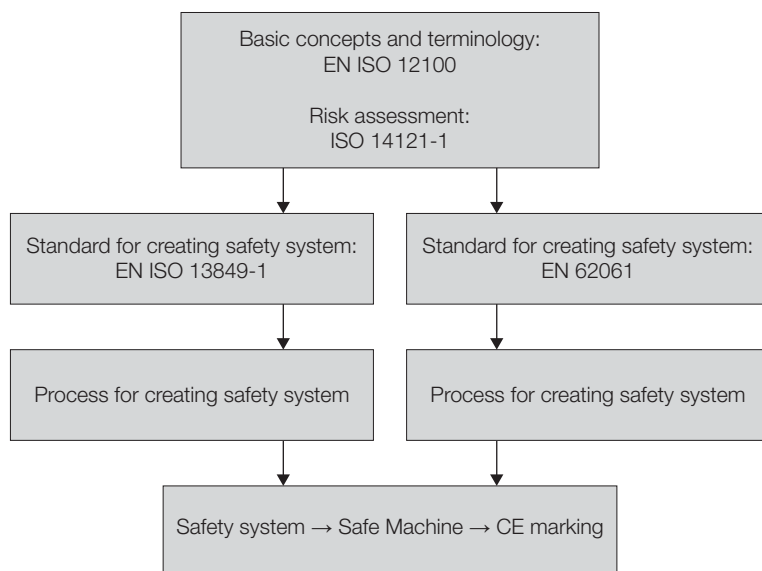 Basic concepts and terminology:
EN ISO 12100
Risk assessment:
ISO 14121-1
Standard for creating safety system:
EN ISO 13849-1
Standard for creating safety system:
EN 62061
Process for creating safety system
Process for creating safety system
Safety system → Safe Machine → CE marking